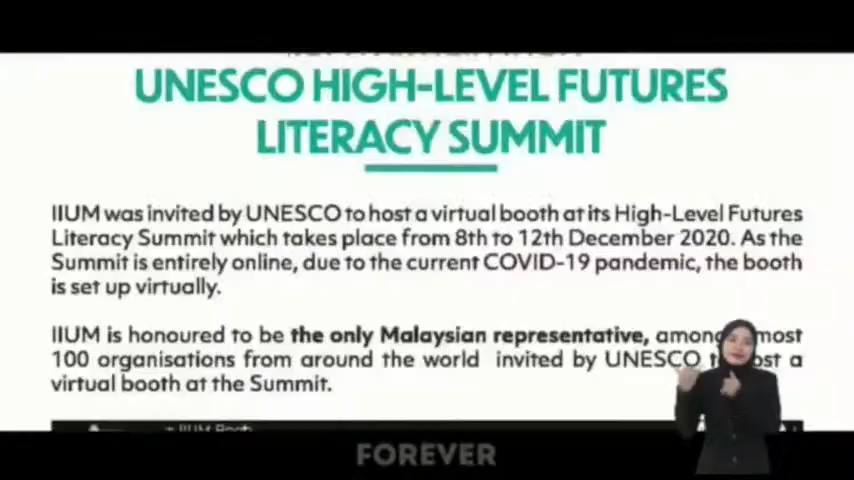 UNESCO HIGH-LEVEL FUTURES
LITERACY SUMMIT
IIUM was invited by UNESCO to host a virtual booth at its High-Level Futures
Literacy Summit which takes place from 8th to 12th December 2020. As the
Summit is entirely online, due to the current COVID-19 pandemic, the booth
is set up virtually.
IIUM is honoured to be the only Malaysian representative, among most
100 organisations from around the world invited by UNESCO a
virtual booth at the Summit.
IIUM Booth
FOREVER